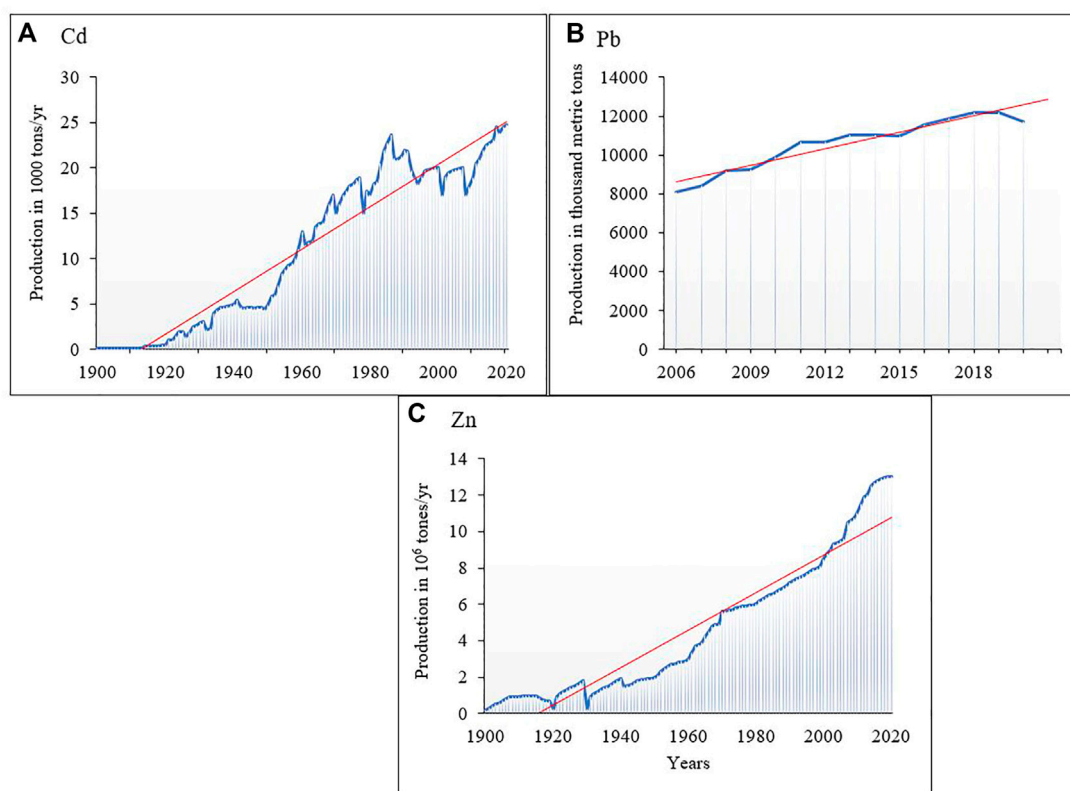 A Cd
30
25
20
15
10
5
0
Production in 1000 tons/yr
1900 1920 1940 1960 1980 2000 2020
B Pb
14000
12000
10000
8000
6000
4000
2000
0
Production in thousand metric tons
2006 2009 2012 2015 2018
C Zn
14
12
10
8
6
4
2
0
Production in 10⁶ tones/yr
1900 1920 1940 1960 1980 2000 2020
Years